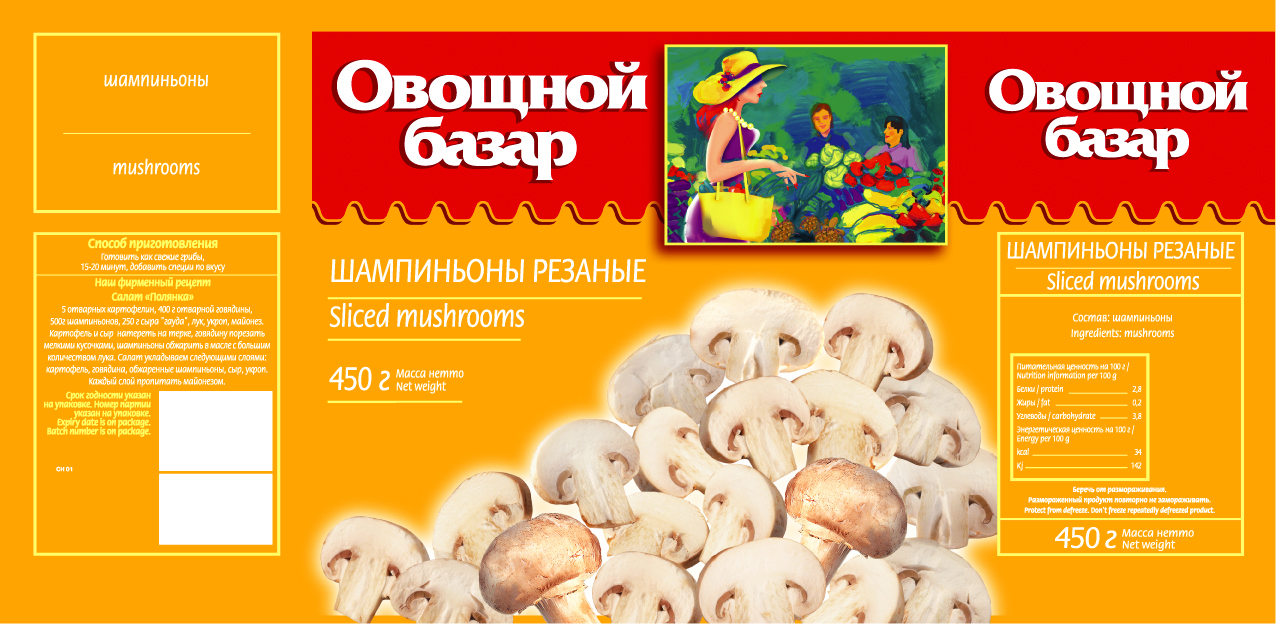 шампиньоны
mushrooms
Способ приготовления
Готовить как свежие грибы,
15-20 минут, добавить специи по вкусу
Наш фирменный рецепт
Салат «Полянка»
5 отварных картофелин, 400 г отварной говядины,
500г шампиньонов, 250 г сыра "гауда", лук, укроп, майонез.
Картофель и сыр натереть на терке, говядину порезать
мелкими кусочками, шампиньоны обжарить в масле с большим
количеством лука. Салат укладываем следующими слоями:
картофель, говядина, обжаренные шампиньоны, сыр, укроп.
Каждый слой пропитать майонезом.
Срок годности указан
на упаковке. Номер партии
указан на упаковке.
Expiry date is on package.
Batch number is on package.
CH 01
Овощной
базар
ШАМПИНЬОНЫ РЕЗАНЫЕ
Sliced mushrooms
450 г Масса нетто
Net weight
Овощной
базар
ШАМПИНЬОНЫ РЕЗАНЫЕ
Sliced mushrooms
Состав: шампиньоны
Ingredients: mushrooms
Питательная ценность на 100 г /
Nutrition information per 100 g
Белки / protein 2,8
Жиры / fat 0,2
Углеводы / carbohydrate 3,8
Энергетическая ценность на 100 г /
Energy per 100 g
kcal 34
Kj 142
Беречь от размораживания.
Размороженный продукт повторно не замораживать.
Protect from defreeze. Don't freeze repeatedly defreezed product.
450 г Масса нетто
Net weight